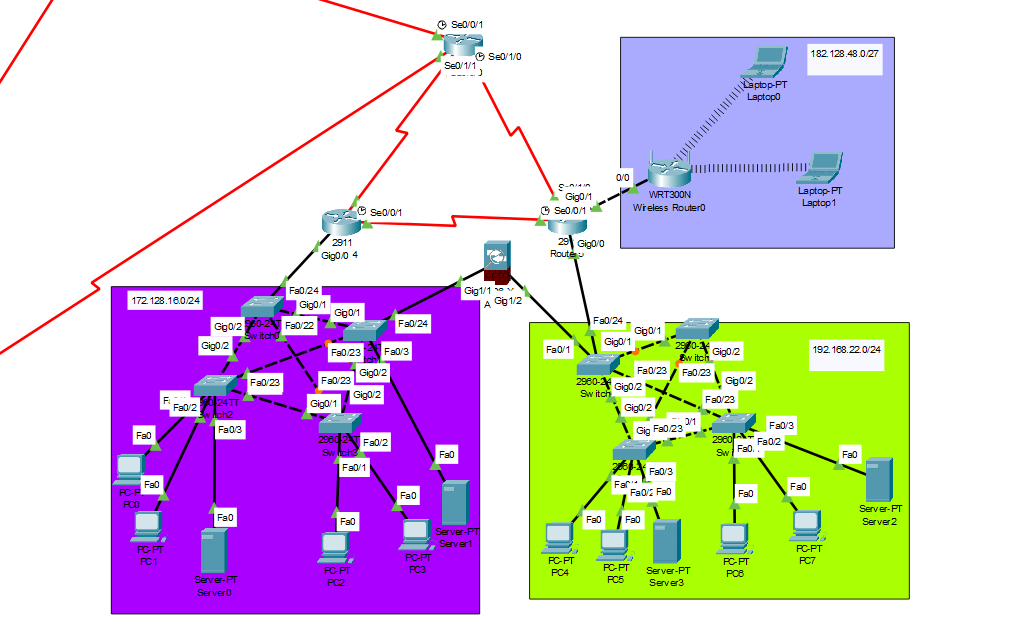 Se0/0/1
Se0/1/0
Se0/1/1
182.128.48.0/27
Laptop-PT
Laptop0
0/0
WRT300N
Wireless Router0
Laptop-PT
Laptop1
Gig0/1
Se0/0/1
Se0/0/1
2911
Gig0/0
4
Gig0/0
Gig1/1
Gig1/2
172.128.16.0/24
Fa0/24
Gig0/1
Gig0/1
Gig0/2
Fa0/22
Fa0/24
Switch0
Gig0/2
Fa0/23
Fa0/3
Gig0/2
Fa0/23
Fa0/23
Gig0/2
Gig0/1
Fa0/2
Switch2
Fa0/3
Fa0
Fa0/2
Fa0/1
Fa0
Fa0
Fa0
PC-PT
PC1
Fa0
Server-PT
Server0
Fa0
PC-PT
PC2
PC-PT
PC3
Server-PT
Server1
Fa0/24
Gig0/1
Gig0/1
Fa0/1
192.168.22.0/24
Switch
Gig0/2
2960-24
Switch
Fa0/23
Fa0/23
Gig0/2
Gig0/2
Fa0/23
Gig0/2
Fa0/23
Fa0/3
Fa0/2
Fa0/3
Fa0
Fa0
Fa0
Fa0
Fa0
Fa0
Server-PT
Server2
PC-PT
PC4
PC-PT
PC5
Server-PT
Server3
PC-PT
PC6
PC-PT
PC7